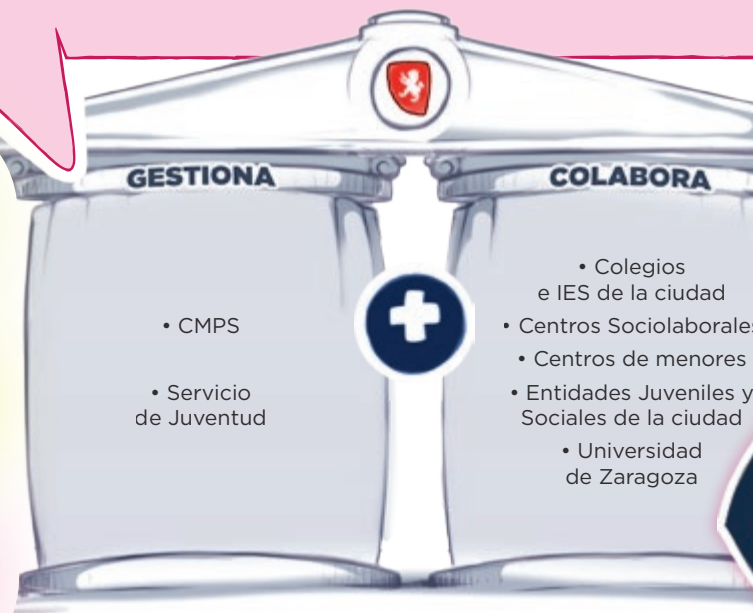 GESTIONA
• CMPS
• Servicio
de Juventud
COLABORA
• Colegios
e IES de la ciudad
• Centros Sociolaborales
• Centros de menores
• Entidades Juveniles y
Sociales de la ciudad
• Universidad
de Zaragoza